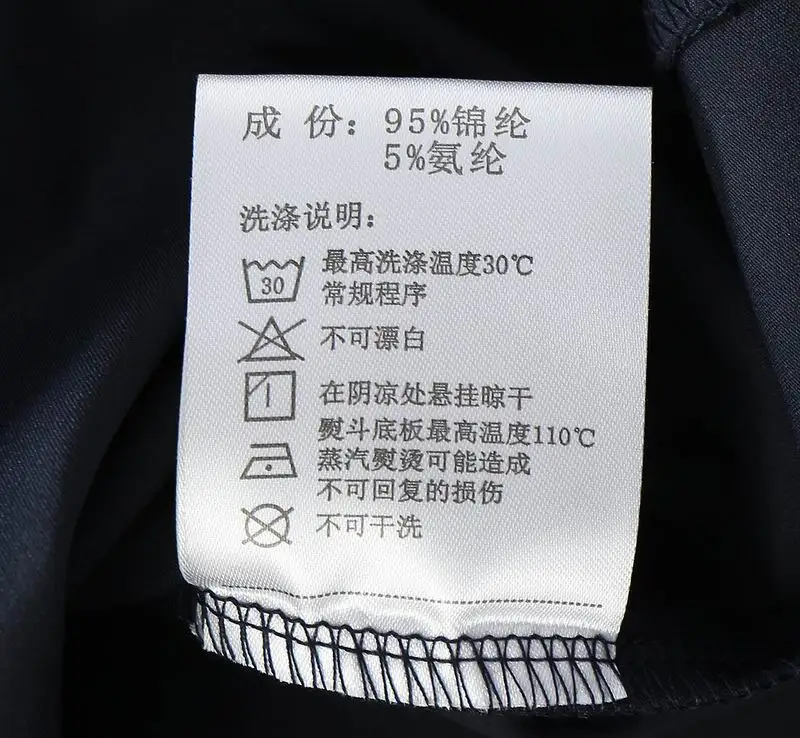 成 份：95%锦纶
5%氨纶
洗涤说明：
30
最高洗涤温度30℃
常规程序
不可漂白
在阴凉处悬挂晾干
熨斗底板最高温度110℃
蒸汽熨烫可能造成
不可回复的损伤
不可干洗